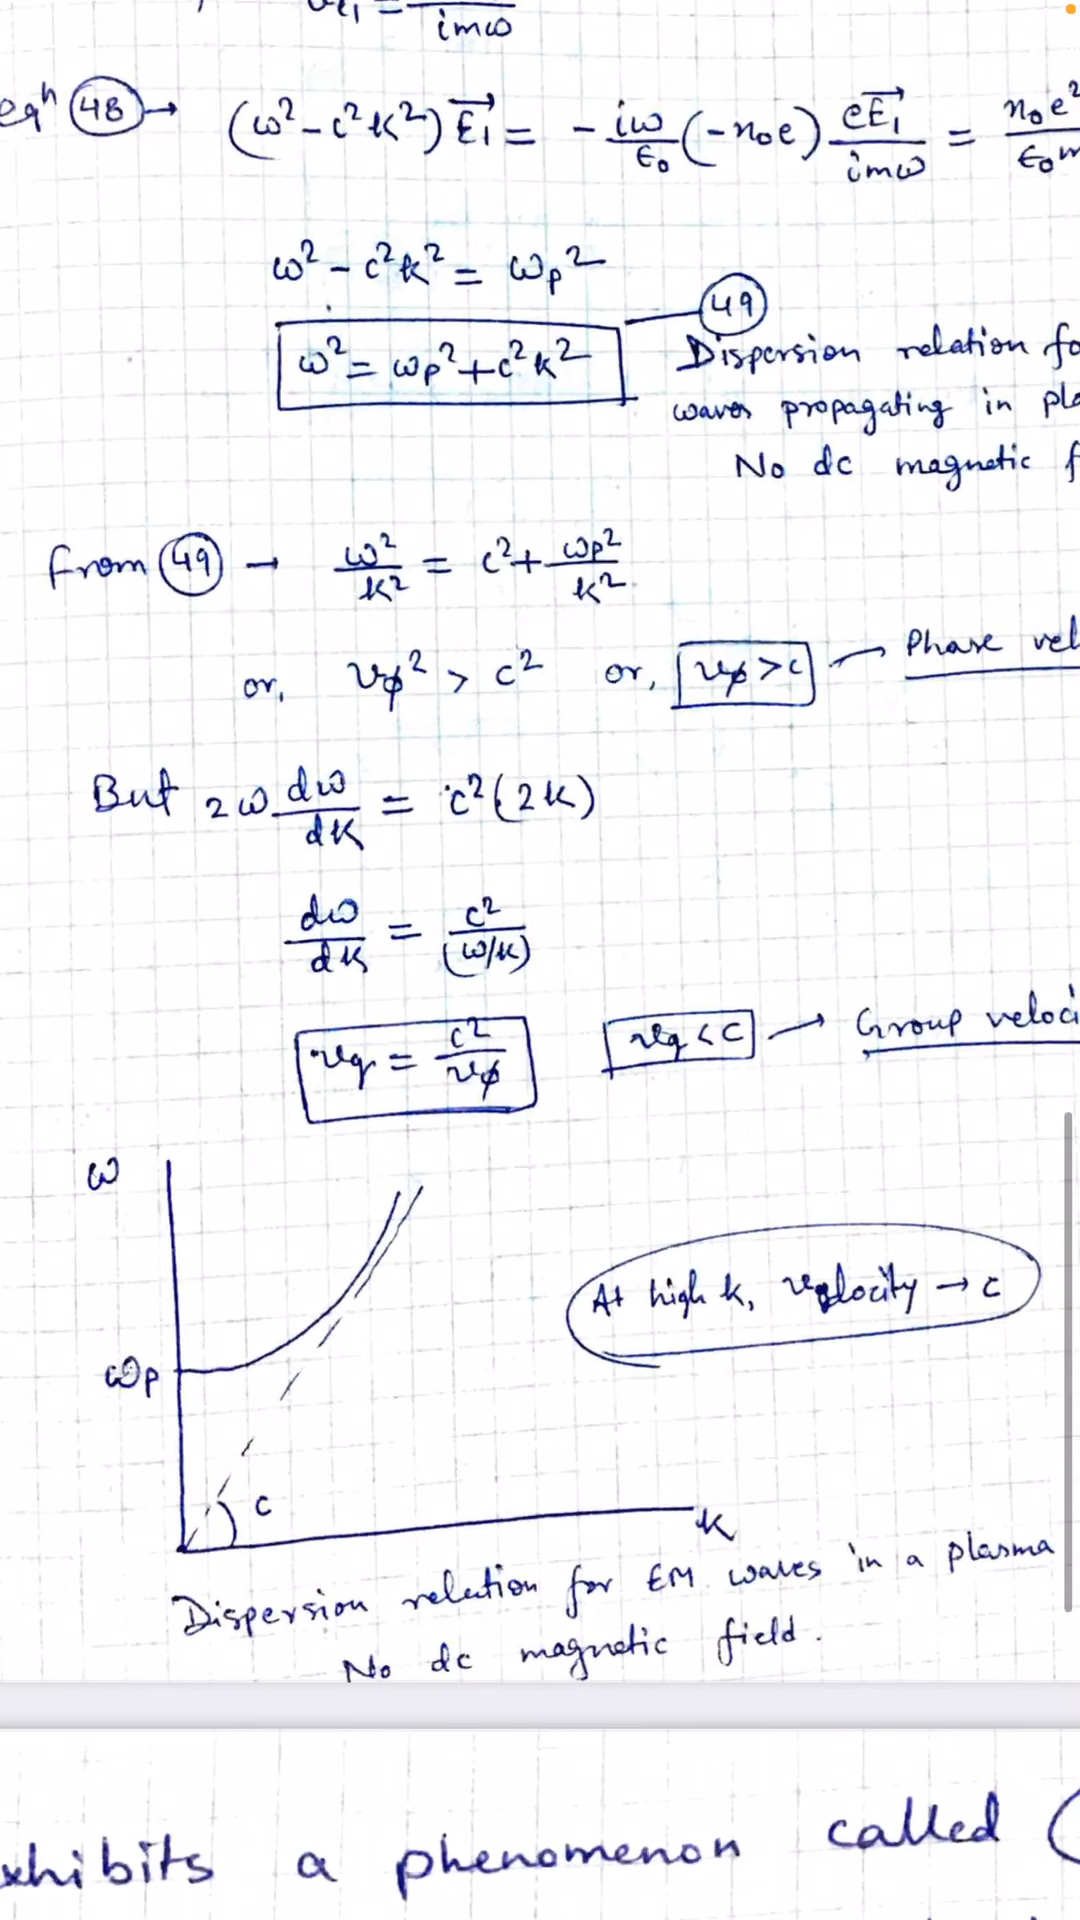 imω
eqⁿ (48) → (ω² - c²k²) E₁⃗ = - iω/ε₀ (-n₀e) eE₁⃗/imω = n₀e²/ε₀m
ω² - c²k² = ωp²
ω² = ωp² + c²k² (49)
Dispersion relation fo
waves propagating in pla
No dc magnetic f
From (49) → ω²/k² = c² + ωp²/k²
or, vφ² > c² or, vφ > c → Phase vel
But 2ω dω/dk = c²(2k)
dω/dk = c²/(ω/k)
vg = c²/vφ vg < c → Group veloci
ω
At high k, velocity → c
ωp
c
k
Dispersion relation for EM waves in a plasma
No dc magnetic field.
xhibits a phenomenon called (